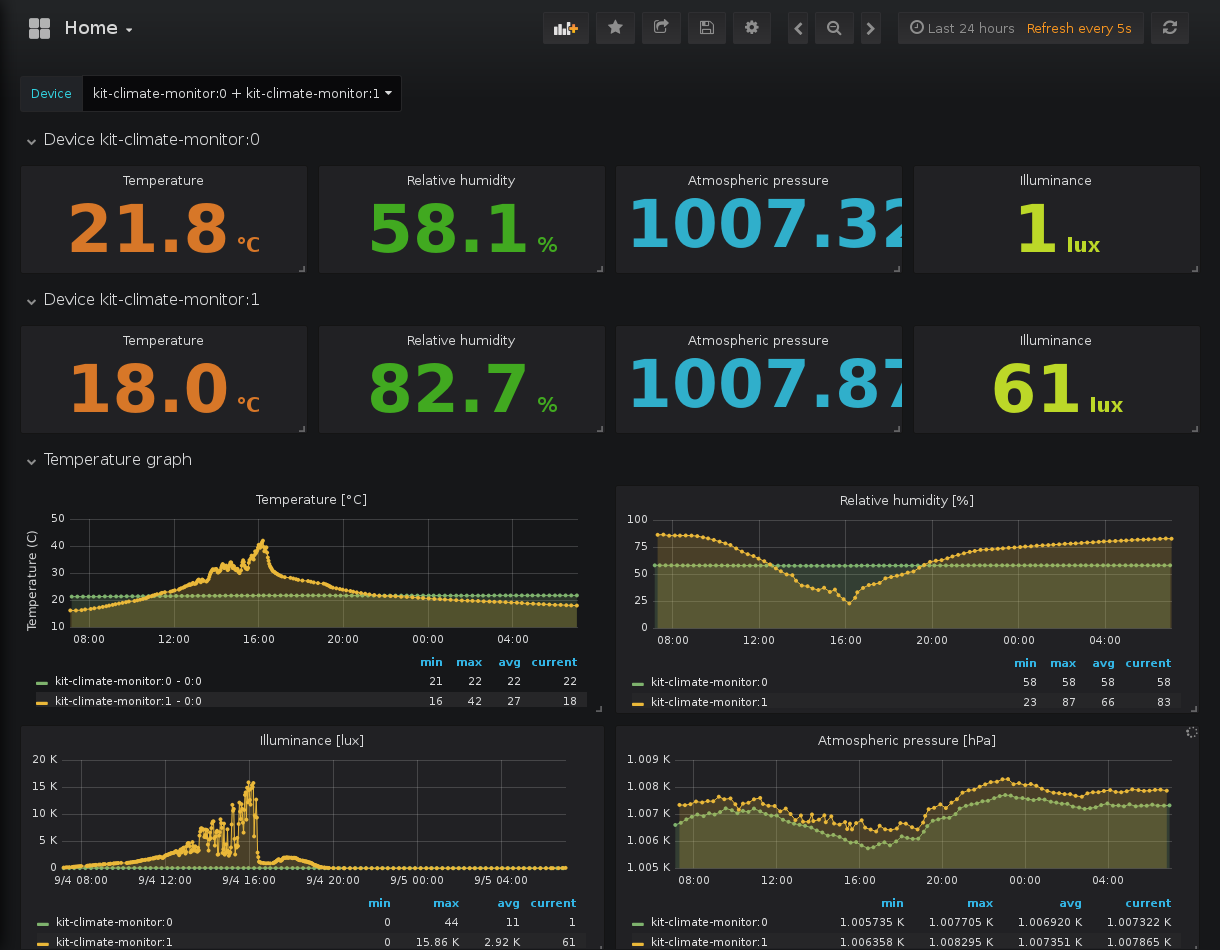 Home
Last 24 hours Refresh every 5s
Device kit-climate-monitor:0 + kit-climate-monitor:1
Device kit-climate-monitor:0
Temperature Relative humidity Atmospheric pressure Illuminance
21.8 °C 58.1 % 1007.32 1 lux
Device kit-climate-monitor:1
Temperature Relative humidity Atmospheric pressure Illuminance
18.0 °C 82.7 % 1007.87 61 lux
Temperature graph
Temperature [°C]
Temperature (C)
50
40
30
20
10
08:00 12:00 16:00 20:00 00:00 04:00
min max avg current
kit-climate-monitor:0 - 0:0 21 22 22 22
kit-climate-monitor:1 - 0:0 16 42 27 18
Relative humidity [%]
100
75
50
25
0
08:00 12:00 16:00 20:00 00:00 04:00
min max avg current
kit-climate-monitor:0 58 58 58 58
kit-climate-monitor:1 23 87 66 83
Illuminance [lux]
20 K
15 K
10 K
5 K
0
9/4 08:00 9/4 12:00 9/4 16:00 9/4 20:00 9/5 00:00 9/5 04:00
min max avg current
kit-climate-monitor:0 0 44 11 1
kit-climate-monitor:1 0 15.86 K 2.92 K 61
Atmospheric pressure [hPa]
1.009 K
1.008 K
1.007 K
1.006 K
1.005 K
08:00 12:00 16:00 20:00 00:00 04:00
min max avg current
kit-climate-monitor:0 1.005735 K 1.007705 K 1.006920 K 1.007322 K
kit-climate-monitor:1 1.006358 K 1.008295 K 1.007351 K 1.007865 K